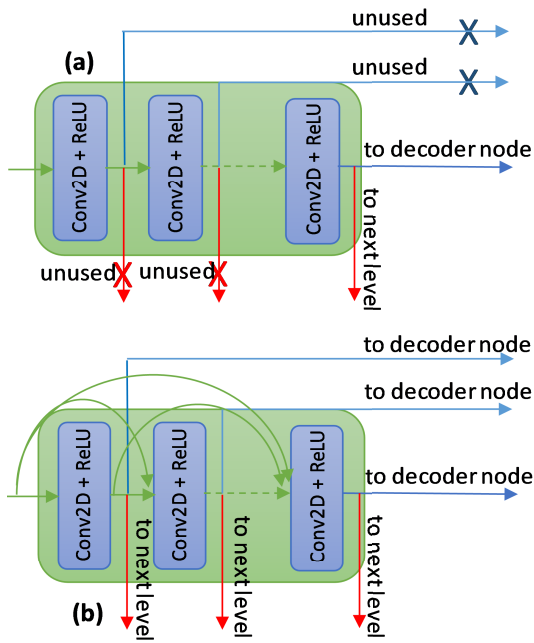 unused
(a)
unused
Conv2D + ReLU
Conv2D + ReLU
Conv2D + ReLU
to decoder node
to next level
unused
unused
to decoder node
to decoder node
Conv2D + ReLU
Conv2D + ReLU
Conv2D + ReLU
to decoder node
to next level
to next level
to next level
(b)